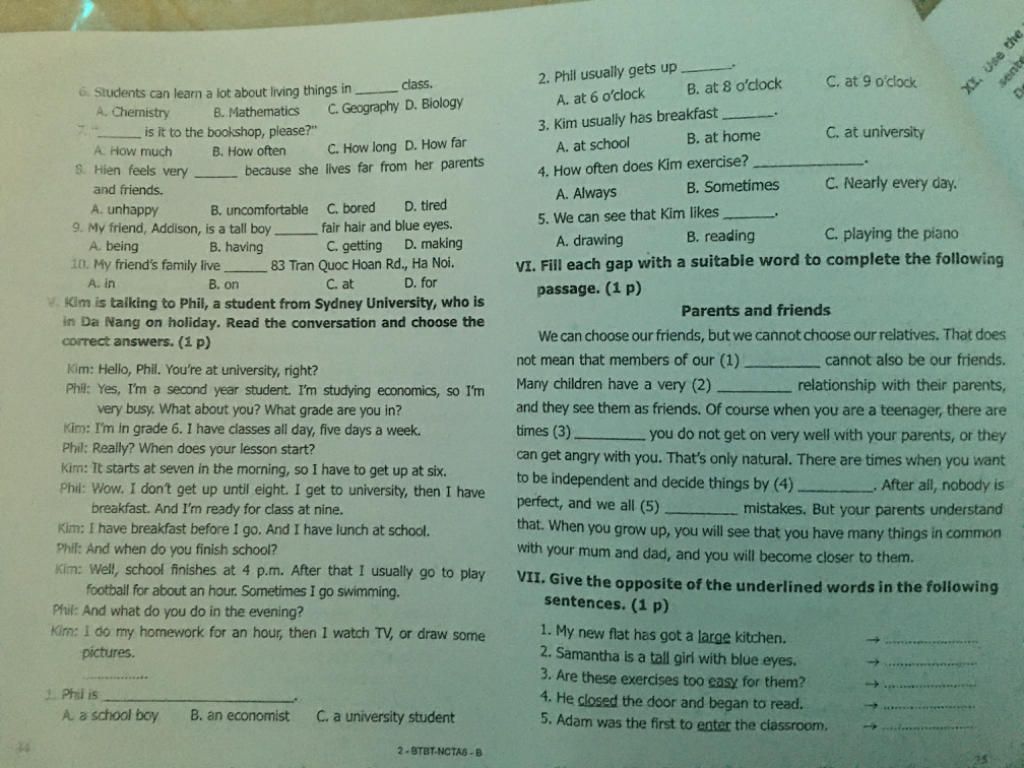 6. Students can learn a lot about living things in ______ class.
A. Chemistry B. Mathematics C. Geography D. Biology
7. "______ is it to the bookshop, please?"
A. How much B. How often C. How long D. How far
8. Hien feels very ______ because she lives far from her parents
and friends.
A. unhappy B. uncomfortable C. bored D. tired
9. My friend, Addison, is a tall boy ______ fair hair and blue eyes.
A. being B. having C. getting D. making
10. My friend's family live ______ 83 Tran Quoc Hoan Rd., Ha Noi.
A. in B. on C. at D. for
V. Kim is talking to Phil, a student from Sydney University, who is
in Da Nang on holiday. Read the conversation and choose the
correct answers. (1 p)
Kim: Hello, Phil. You're at university, right?
Phil: Yes, I'm a second year student. I'm studying economics, so I'm
very busy. What about you? What grade are you in?
Kim: I'm in grade 6. I have classes all day, five days a week.
Phil: Really? When does your lesson start?
Kim: It starts at seven in the morning, so I have to get up at six.
Phil: Wow. I don't get up until eight. I get to university, then I have
breakfast. And I'm ready for class at nine.
Kim: I have breakfast before I go. And I have lunch at school.
Phil: And when do you finish school?
Kim: Well, school finishes at 4 p.m. After that I usually go to play
football for about an hour. Sometimes I go swimming.
Phil: And what do you do in the evening?
Kim: I do my homework for an hour, then I watch TV, or draw some
pictures.
................
1. Phil is ______________________.
A. a school boy B. an economist C. a university student
34
2 - BTBT-NCTA6 - B
2. Phil usually gets up _______.
A. at 6 o'clock B. at 8 o'clock C. at 9 o'clock
3. Kim usually has breakfast _______.
A. at school B. at home C. at university
4. How often does Kim exercise? _______________.
A. Always B. Sometimes C. Nearly every day.
5. We can see that Kim likes _______.
A. drawing B. reading C. playing the piano
VI. Fill each gap with a suitable word to complete the following
passage. (1 p)
Parents and friends
We can choose our friends, but we cannot choose our relatives. That does
not mean that members of our (1) __________ cannot also be our friends.
Many children have a very (2) __________ relationship with their parents,
and they see them as friends. Of course when you are a teenager, there are
times (3) __________ you do not get on very well with your parents, or they
can get angry with you. That's only natural. There are times when you want
to be independent and decide things by (4) __________. After all, nobody is
perfect, and we all (5) __________ mistakes. But your parents understand
that. When you grow up, you will see that you have many things in common
with your mum and dad, and you will become closer to them.
VII. Give the opposite of the underlined words in the following
sentences. (1 p)
1. My new flat has got a large kitchen. → ....................
2. Samantha is a tall girl with blue eyes. → ....................
3. Are these exercises too easy for them? → ....................
4. He closed the door and began to read. → ....................
5. Adam was the first to enter the classroom. → ....................
35
XI. Use the